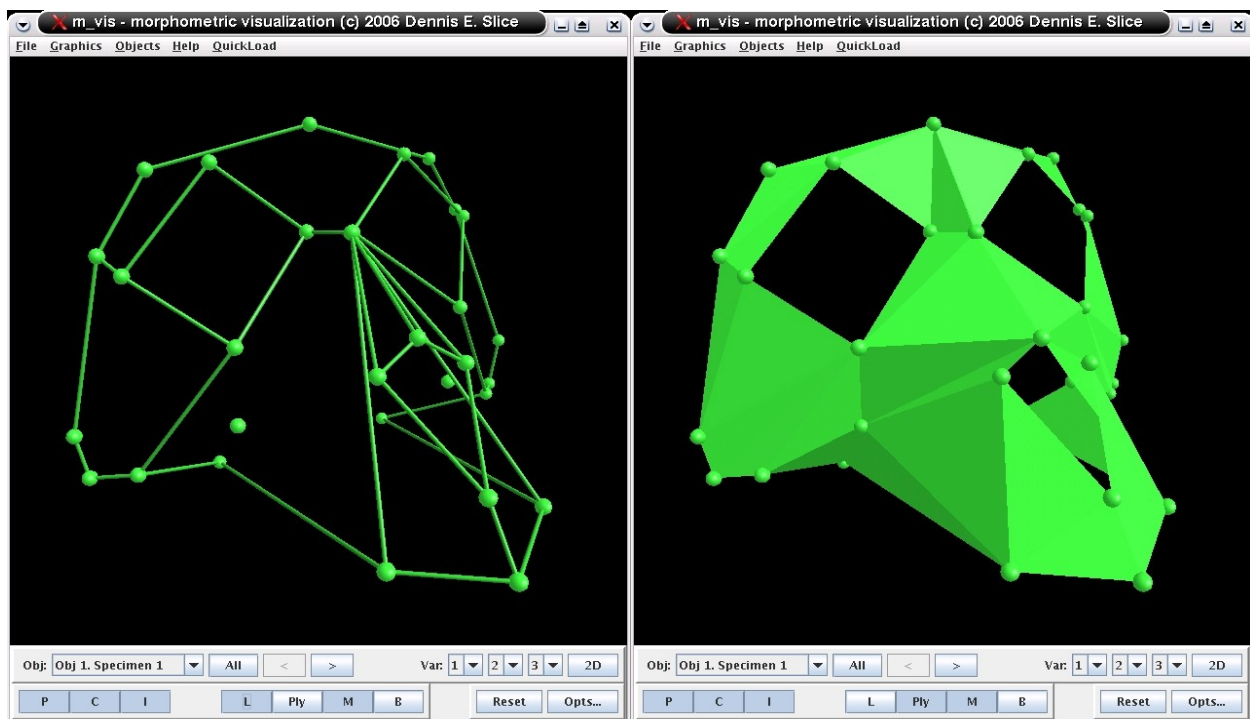 m_vis - morphometric visualization (c) 2006 Dennis E. Slice
File Graphics Objects Help QuickLoad
Obj: Obj 1. Specimen 1 All < > Var: 1 2 3 2D
P C I L Ply M B Reset Opts...
m_vis - morphometric visualization (c) 2006 Dennis E. Slice
File Graphics Objects Help QuickLoad
Obj: Obj 1. Specimen 1 All < > Var: 1 2 3 2D
P C I L Ply M B Reset Opts...